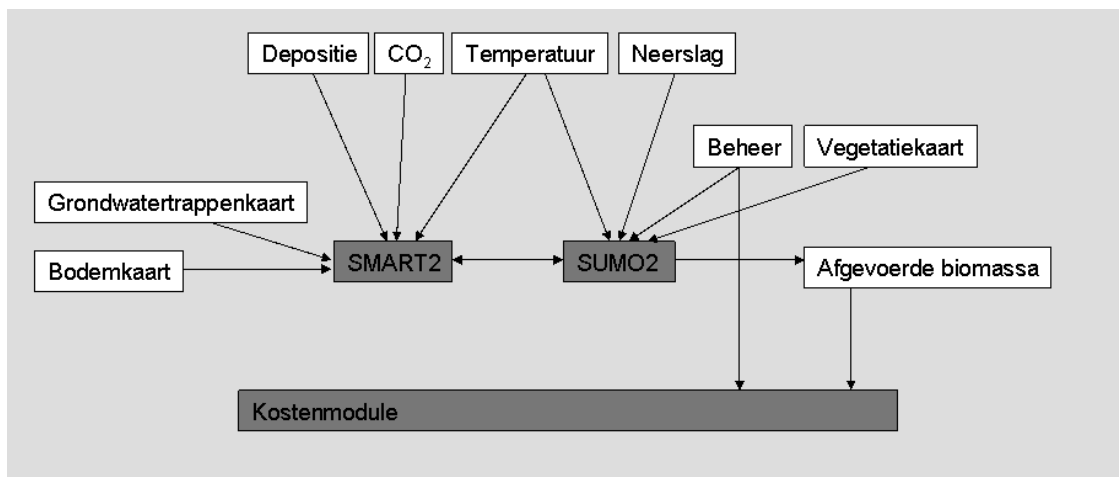 Depositie
CO₂
Temperatuur
Neerslag
Beheer
Vegetatiekaart
Grondwatertrappenkaart
Bodemkaart
SMART2
SUMO2
Afgevoerde biomassa
Kostenmodule